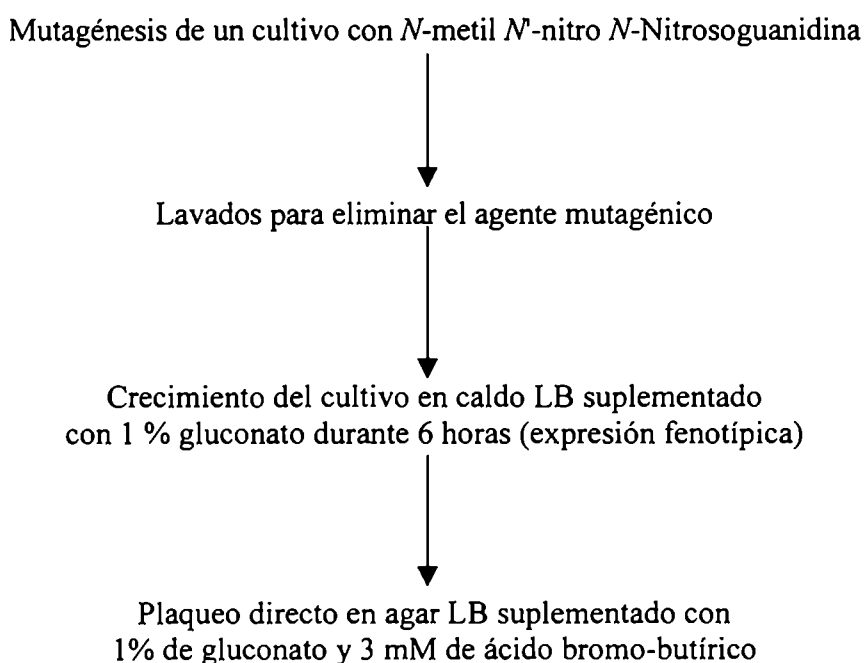 Mutagénesis de un cultivo con N-metil N'-nitro N-Nitrosoguanidina
Lavados para eliminar el agente mutagénico
Crecimiento del cultivo en caldo LB suplementado
con 1 % gluconato durante 6 horas (expresión fenotípica)
Plaqueo directo en agar LB suplementado con
1% de gluconato y 3 mM de ácido bromo-butírico